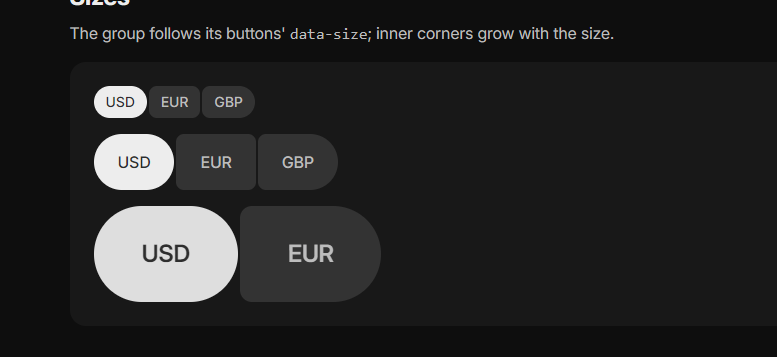 Sizes
The group follows its buttons' data-size; inner corners grow with the size.
USD EUR GBP
USD EUR GBP
USD EUR